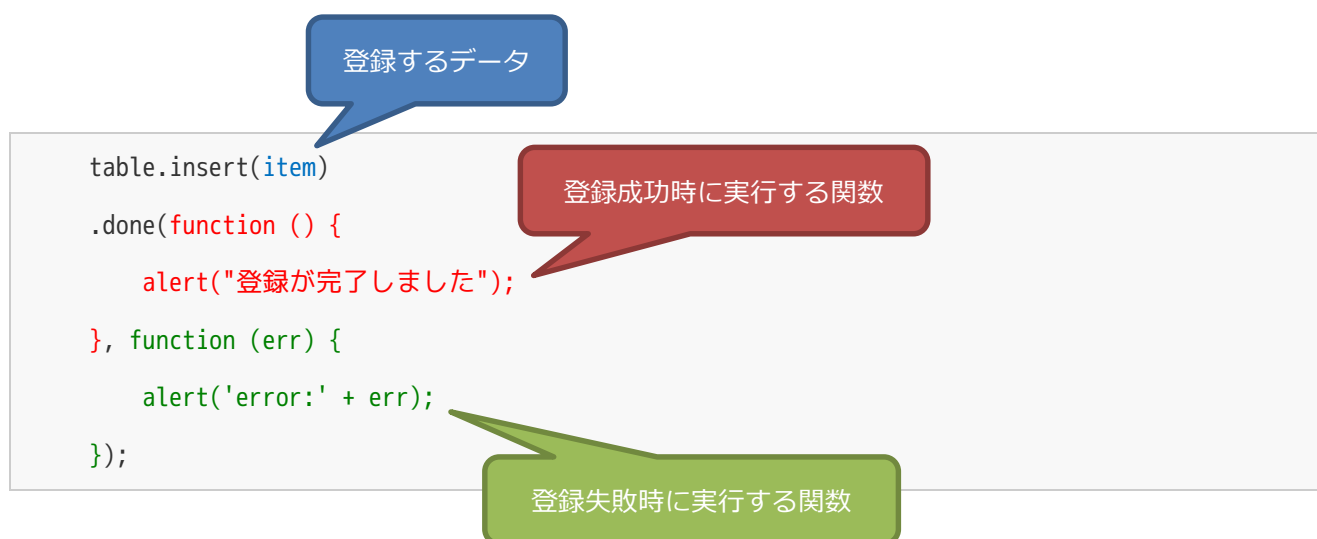 登録するデータ
table.insert(item)
登録成功時に実行する関数
.done(function () {
alert("登録が完了しました");
}, function (err) {
alert('error:' + err);
});
登録失敗時に実行する関数